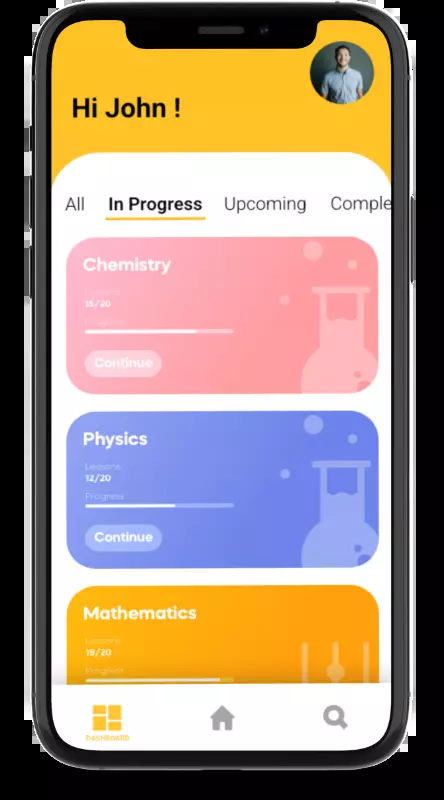 Hi John !
All In Progress Upcoming Comple
Chemistry
Lessons
15/20
Progress
Continue
Physics
Lessons
12/20
Progress
Continue
Mathematics
Lessons
19/20
Progress
DASHBOARD